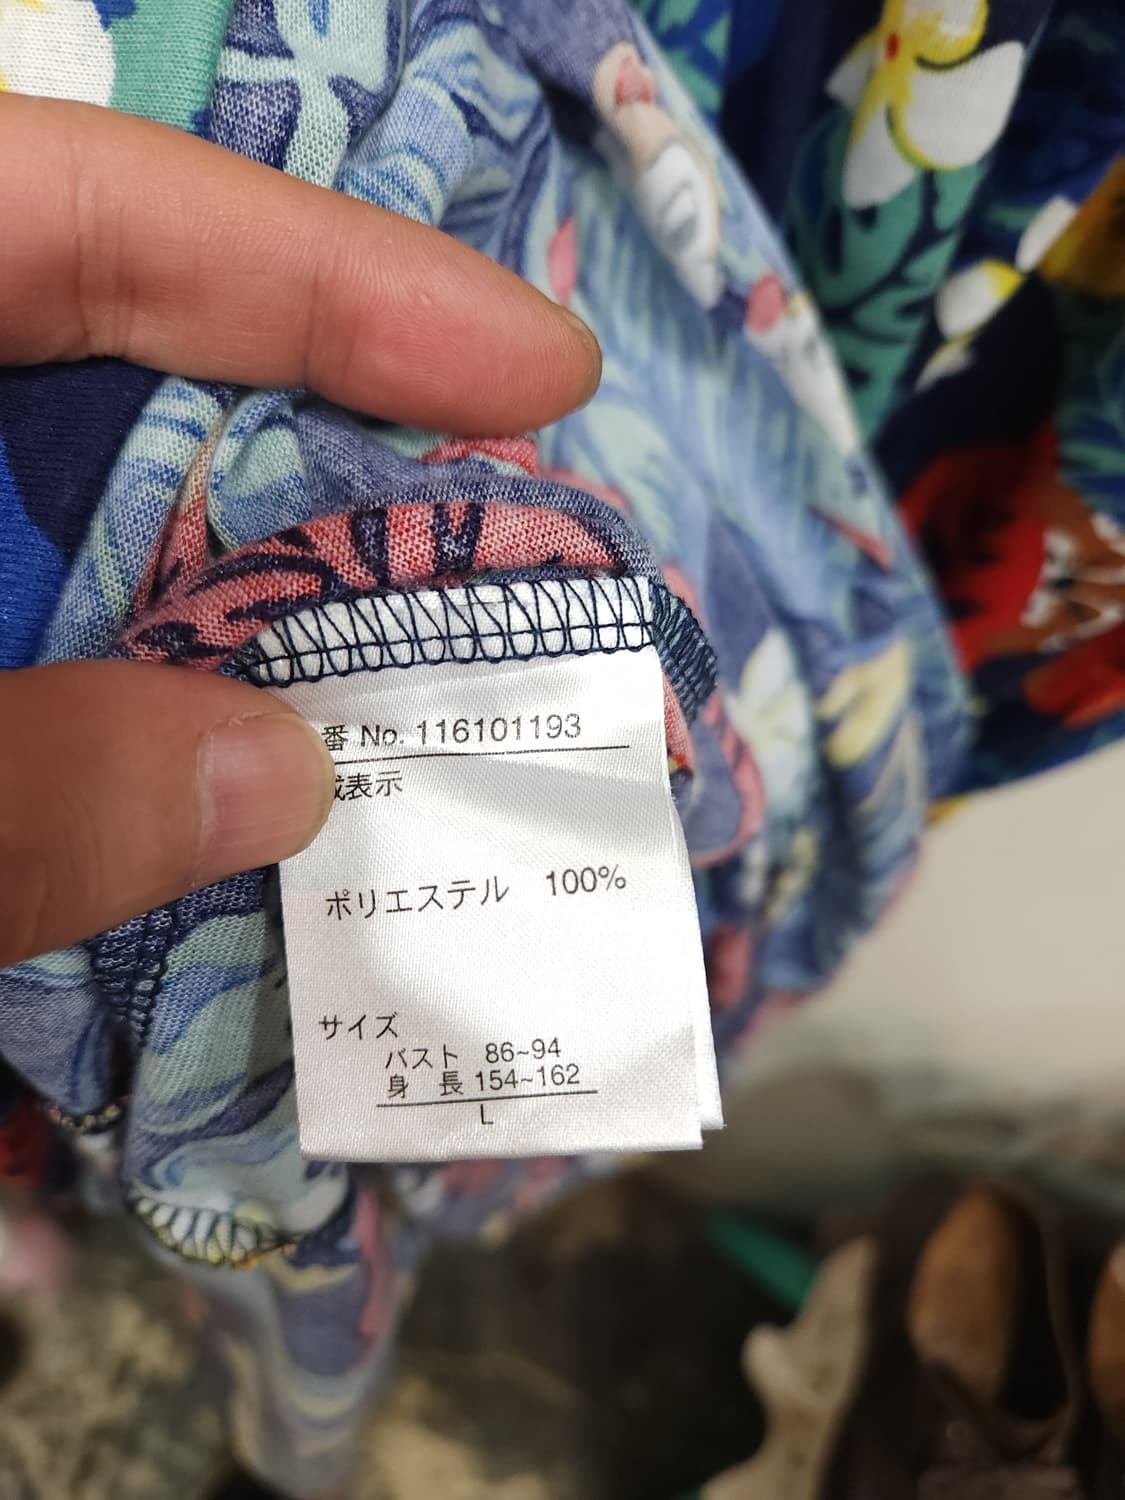 番 No. 116101193
表示
ポリエステル 100%
サイズ
バスト 86~94
身 長 154~162
L